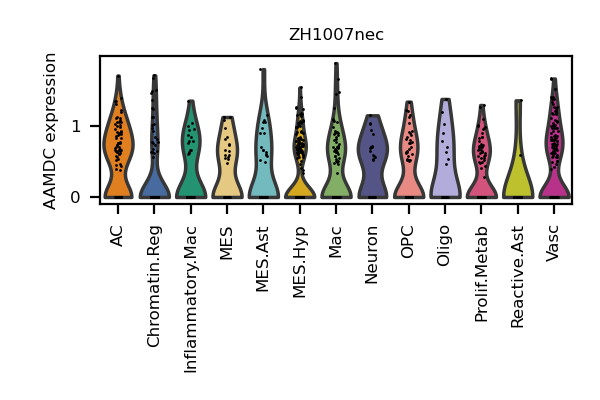 ZH1007nec
AAMDC expression
1
0
AC
Chromatin.Reg
Inflammatory.Mac
MES
MES.Ast
MES.Hyp
Mac
Neuron
OPC
Oligo
Prolif.Metab
Reactive.Ast
Vasc